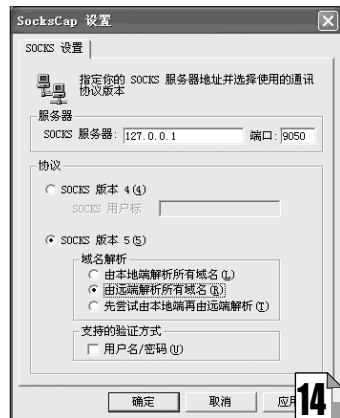 SocksCap 设置
SOCKS 设置
指定你的 SOCKS 服务器地址并选择使用的通讯
协议版本
服务器
SOCKS 服务器: 127.0.0.1 端口: 9050
协议
SOCKS 版本 4(4)
SOCKS 用户标
SOCKS 版本 5(5)
域名解析
由本地端解析所有域名(L)
由远端解析所有域名(R)
先尝试由本地端再由远端解析(T)
支持的验证方式
用户名/密码(U)
确定 取消 应
14